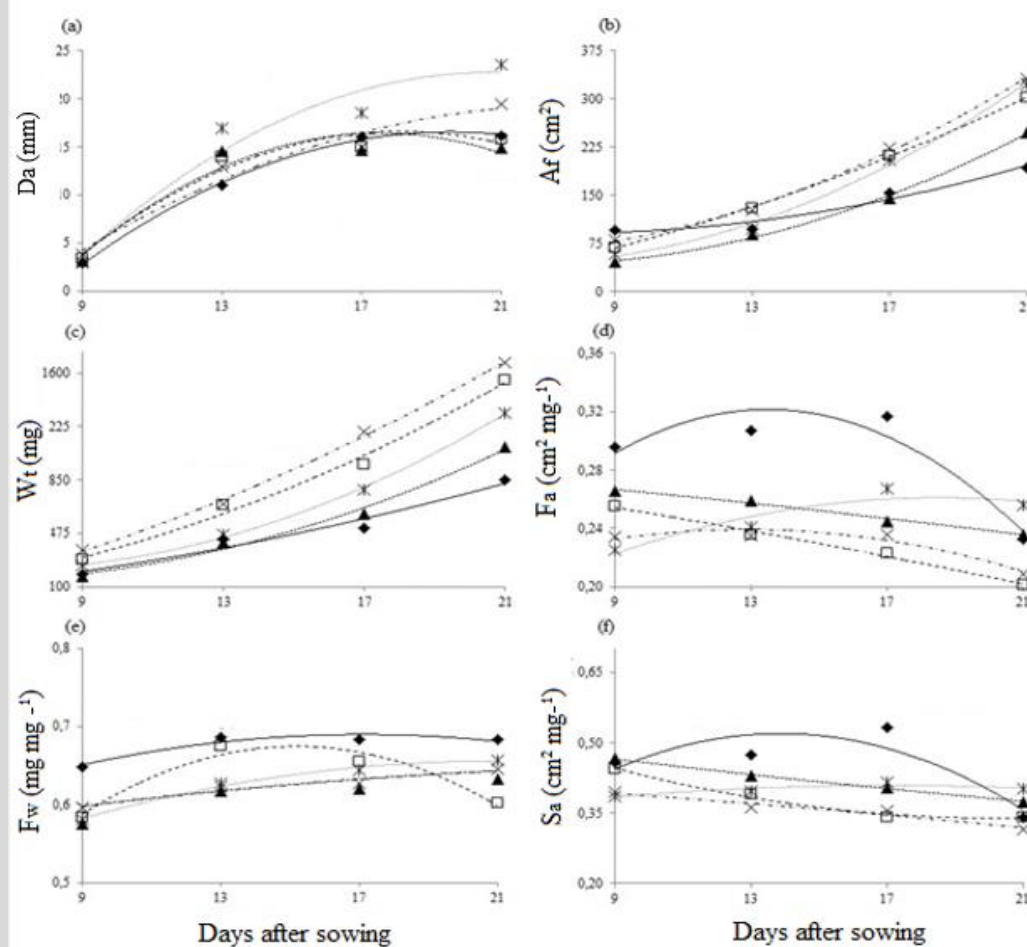 (a)
Da (mm)
25
20
15
10
5
0
9 13 17 21
(b)
Af (cm²)
375
300
225
150
75
0
9 13 17 2
(c)
Wt (mg)
1600
225
850
475
100
9 13 17 21
(d)
Fa (cm² mg-¹)
0,36
0,32
0,28
0,24
0,20
9 13 17 21
(e)
Fw (mg mg -¹)
0,8
0,7
0,6
0,5
9 13 17 21
Days after sowing
(f)
Sa (cm² mg-¹)
0,65
0,50
0,35
0,20
9 13 17 21
Days after sowing